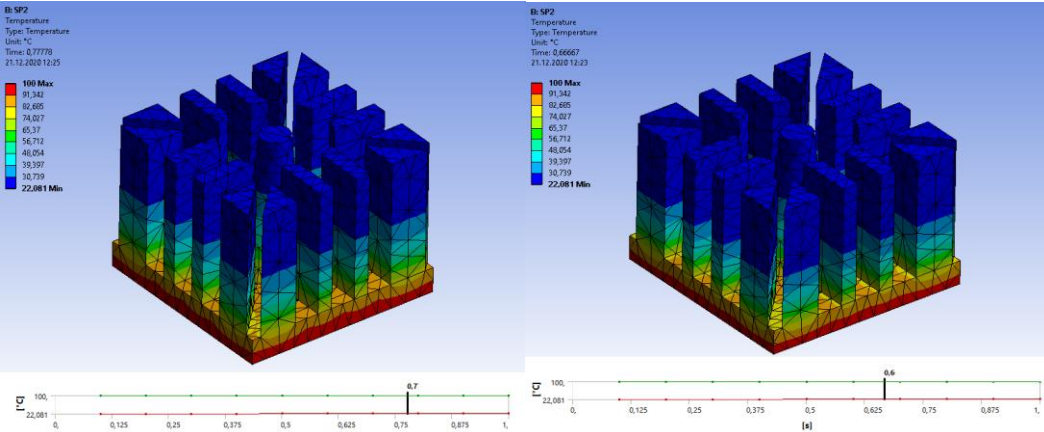 B: SP2
Temperature
Type: Temperature
Unit: °C
Time: 0,77778
21.12.2020 12:25
100 Max
91,342
82,685
74,027
65,37
56,712
48,054
39,397
30,739
22,081 Min
0,7
[°C]
100,
22,081
0, 0,125 0,25 0,375 0,5 0,625 0,75 0,875 1,
B: SP2
Temperature
Type: Temperature
Unit: °C
Time: 0,66667
21.12.2020 12:23
100 Max
91,342
82,685
74,027
65,37
56,712
48,054
39,397
30,739
22,081 Min
0,6
[°C]
100,
22,081
0, 0,125 0,25 0,375 0,5 0,625 0,75 0,875 1,
[s]